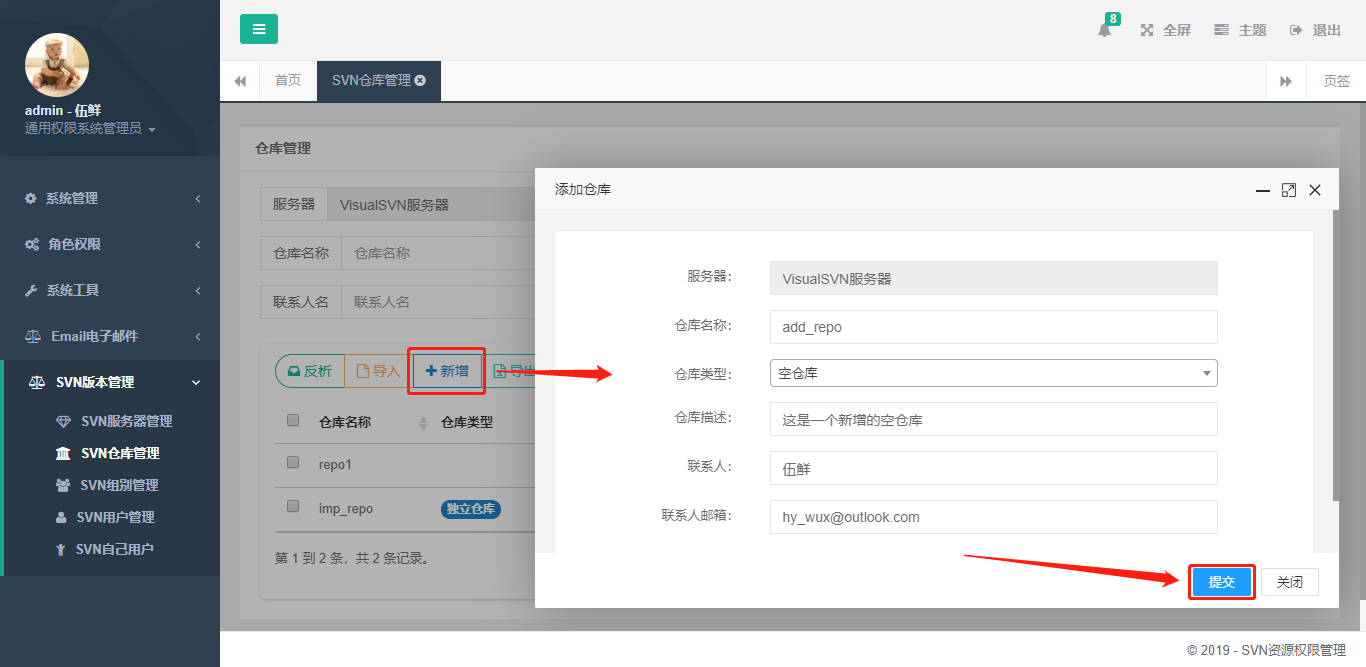 8
全屏
主题
退出
首页
SVN仓库管理
页签
admin - 伍鲜
通用权限系统管理员
系统管理
角色权限
系统工具
Email电子邮件
SVN版本管理
SVN服务器管理
SVN仓库管理
SVN组别管理
SVN用户管理
SVN自己用户
仓库管理
服务器 VisualSVN服务器
仓库名称 仓库名称
联系人名 联系人名
反析 导入 新增 导出
仓库名称 仓库类型
repo1
imp_repo 独立仓库
第 1 到 2 条，共 2 条记录。
添加仓库
服务器： VisualSVN服务器
仓库名称： add_repo
仓库类型： 空仓库
仓库描述： 这是一个新增的空仓库
联系人： 伍鲜
联系人邮箱： hy_wux@outlook.com
提交 关闭
© 2019 - SVN资源权限管理